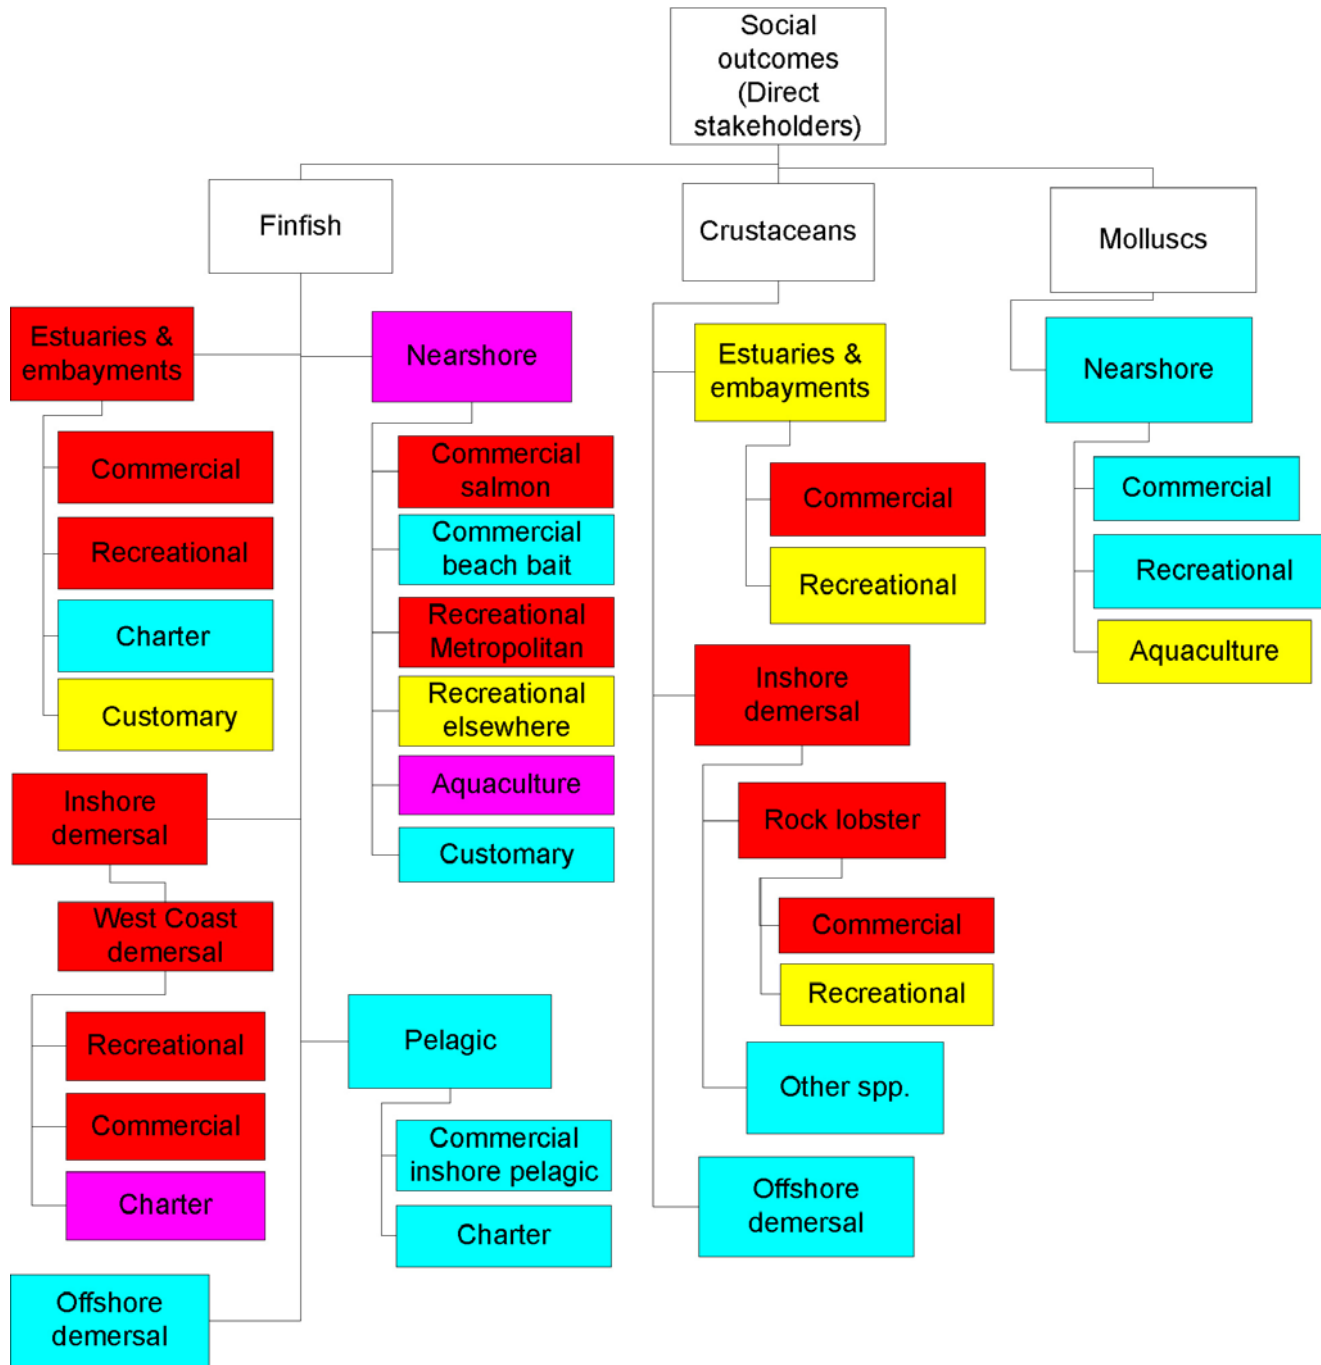 Social
outcomes
(Direct
stakeholders)
Finfish
Crustaceans
Molluscs
Estuaries &
embayments
Commercial
Recreational
Charter
Customary
Inshore
demersal
West Coast
demersal
Recreational
Commercial
Charter
Offshore
demersal
Nearshore
Commercial
salmon
Commercial
beach bait
Recreational
Metropolitan
Recreational
elsewhere
Aquaculture
Customary
Pelagic
Commercial
inshore pelagic
Charter
Estuaries &
embayments
Commercial
Recreational
Inshore
demersal
Rock lobster
Commercial
Recreational
Other spp.
Offshore
demersal
Nearshore
Commercial
Recreational
Aquaculture